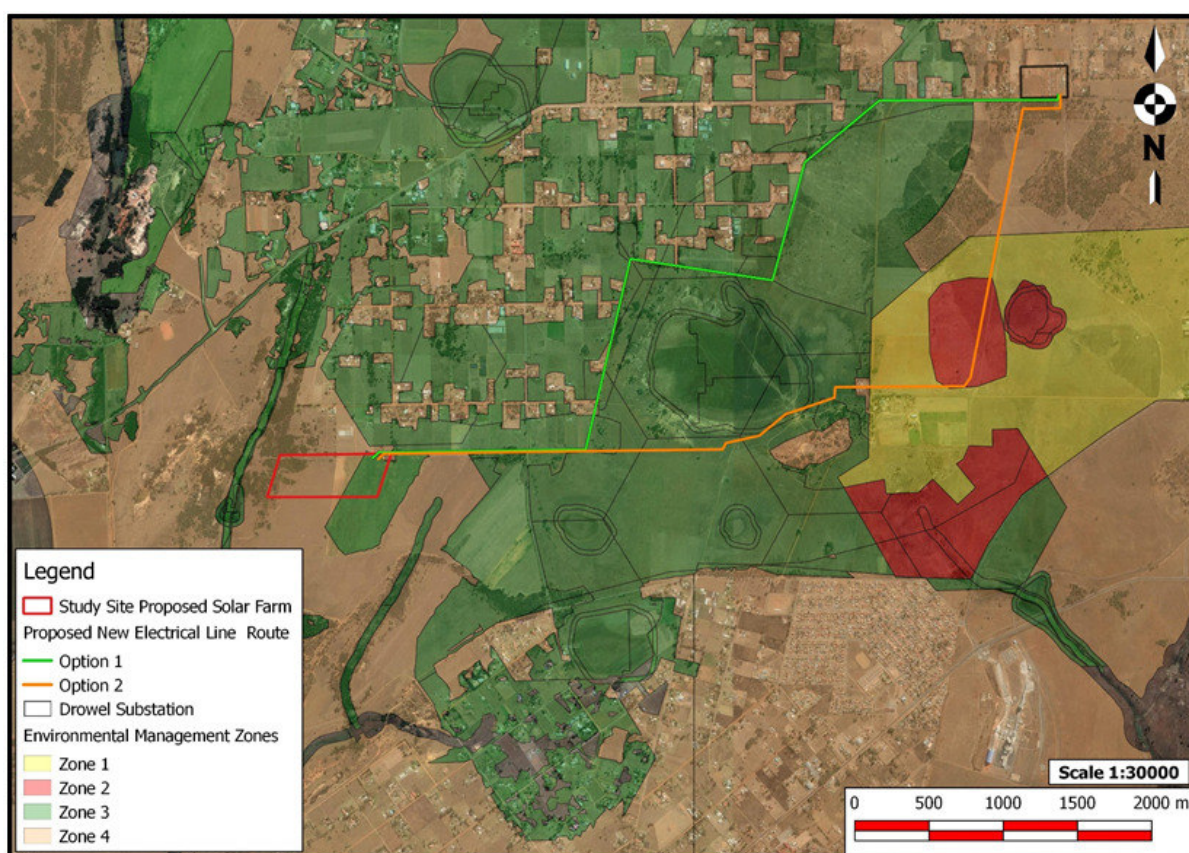 N
Legend
Study Site Proposed Solar Farm
Proposed New Electrical Line Route
Option 1
Option 2
Drowel Substation
Environmental Management Zones
Zone 1
Zone 2
Zone 3
Zone 4
Scale 1:30000
0 500 1000 1500 2000 m